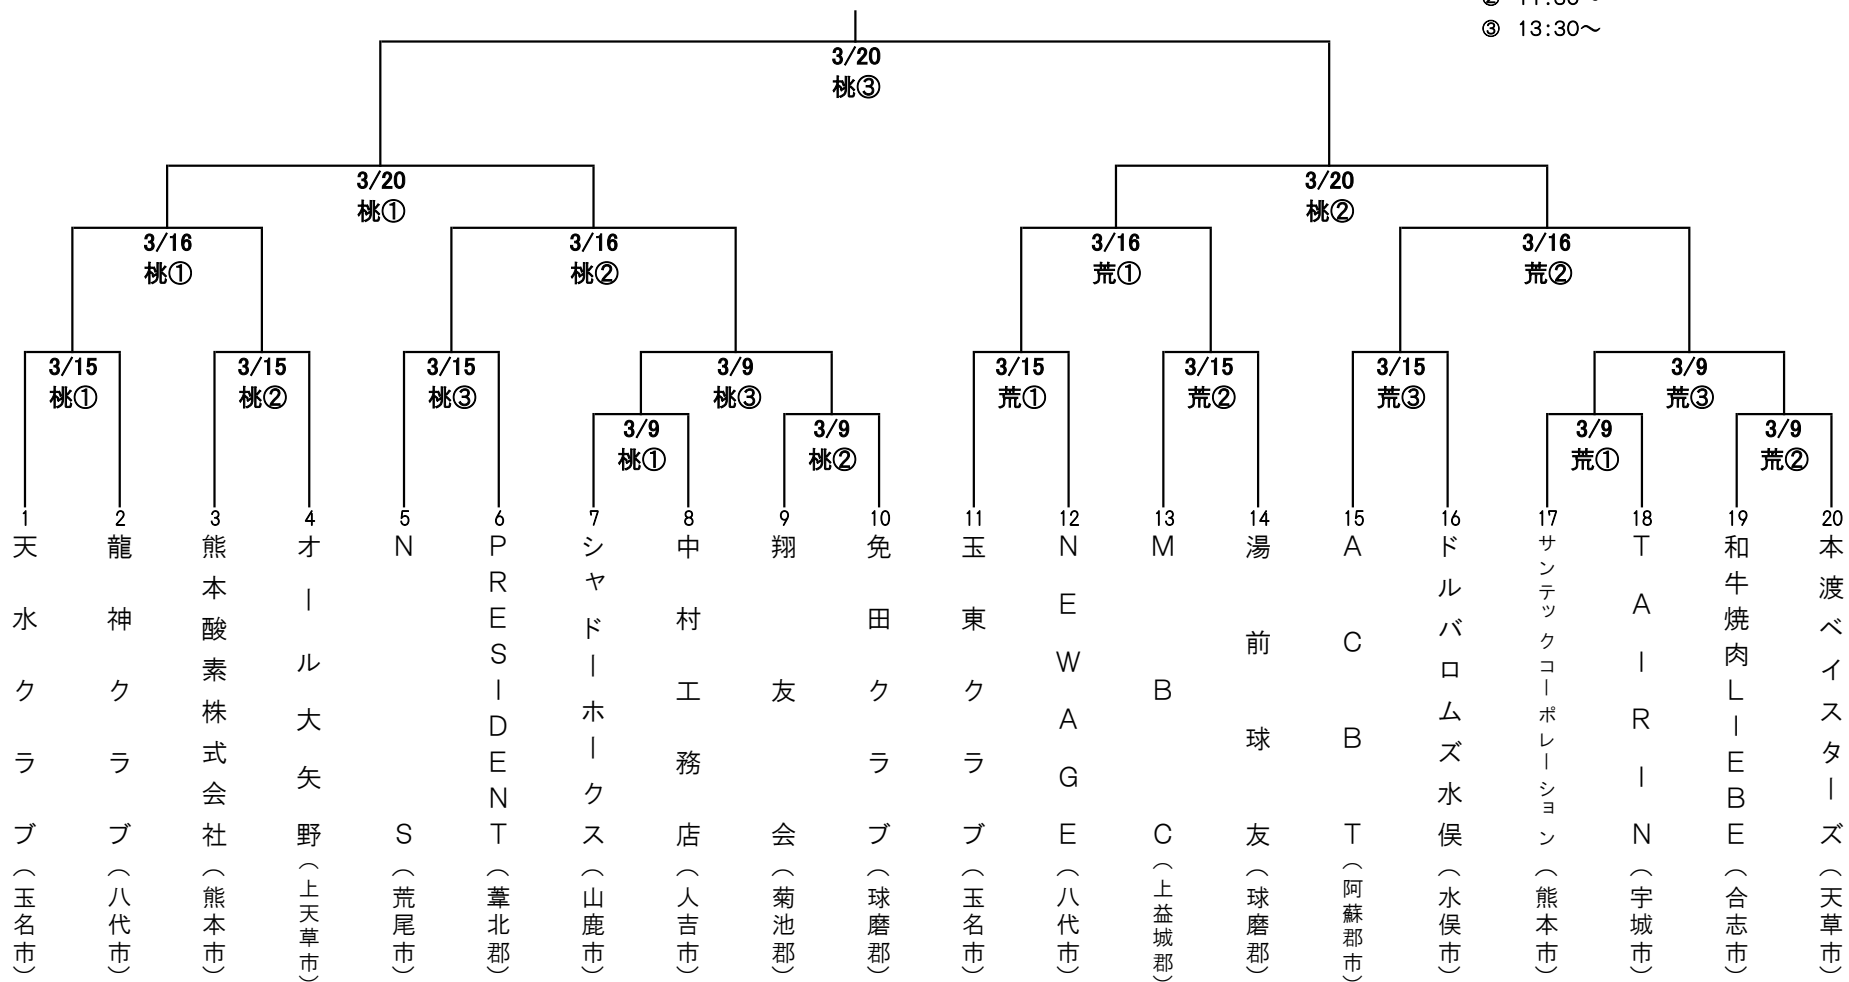 ③ 13:30～
3/20
桃③
3/20
桃①
3/20
桃②
3/16
桃①
3/16
桃②
3/16
荒①
3/16
荒②
3/15
桃①
3/15
桃②
3/15
桃③
3/9
桃③
3/15
荒①
3/15
荒②
3/15
荒③
3/9
荒③
3/9
桃①
3/9
桃②
3/9
荒①
3/9
荒②
1 天水クラブ（玉名市）
2 龍神クラブ（八代市）
3 熊本酸素株式会社（熊本市）
4 オール大矢野（上天草市）
5 NS（荒尾市）
6 PRESIDENT（葦北郡）
7 シャドーホークス（山鹿市）
8 中村工務店（人吉市）
9 翔友会（菊池郡）
10 免田クラブ（球磨郡）
11 玉東クラブ（玉名市）
12 NEWAGE（八代市）
13 MBC（上益城郡）
14 湯前球友（球磨郡）
15 ACBT（阿蘇郡市）
16 ドルバロムズ水俣（水俣市）
17 サンテックコーポレーション（熊本市）
18 TAIRIN（宇城市）
19 和牛焼肉LIEBE（合志市）
20 本渡ベイスターズ（天草市）